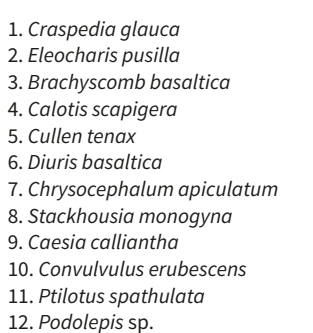 1. Craspedia glauca
2. Eleocharis pusilla
3. Brachyscomb basaltica
4. Calotis scapigera
5. Cullen tenax
6. Diuris basaltica
7. Chrysocephalum apiculatum
8. Stackhousia monogyna
9. Caesia calliantha
10. Convulvulus erubescens
11. Ptilotus spathulata
12. Podolepis sp.